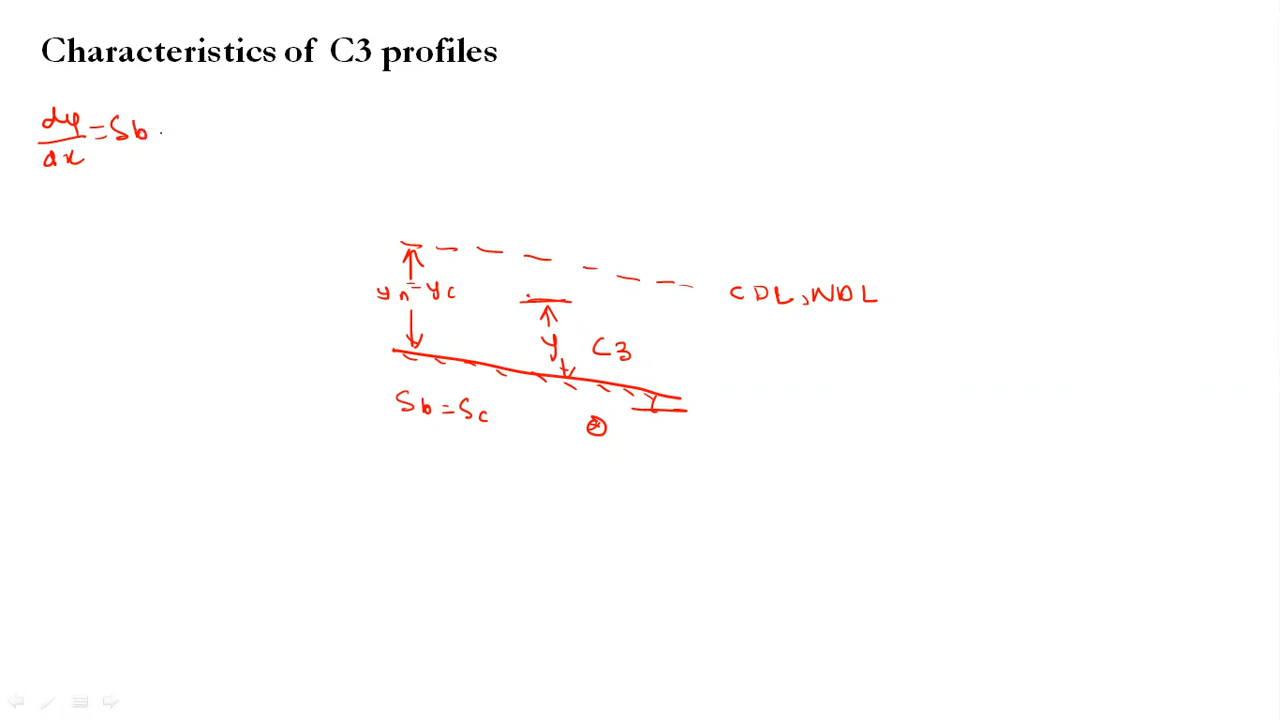 Characteristics of C3 profiles
dy/dx = Sb
yn = yc
CDL, NDL
y
C3
Sb = Sc